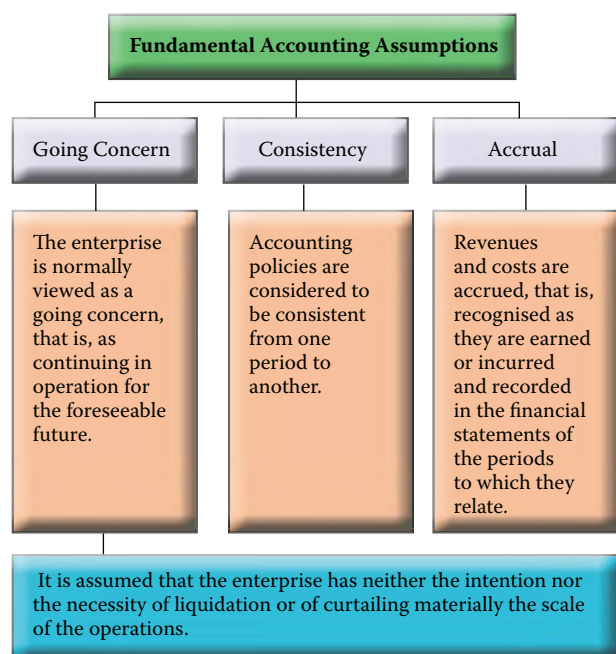 Fundamental Accounting Assumptions
Going Concern
Consistency
Accrual
The enterprise
is normally
viewed as a
going concern,
that is, as
continuing in
operation for
the foreseeable
future.
Accounting
policies are
considered to
be consistent
from one
period to
another.
Revenues
and costs are
accrued, that is,
recognised as
they are earned
or incurred
and recorded
in the financial
statements of
the periods
to which they
relate.
It is assumed that the enterprise has neither the intention nor
the necessity of liquidation or of curtailing materially the scale
of the operations.